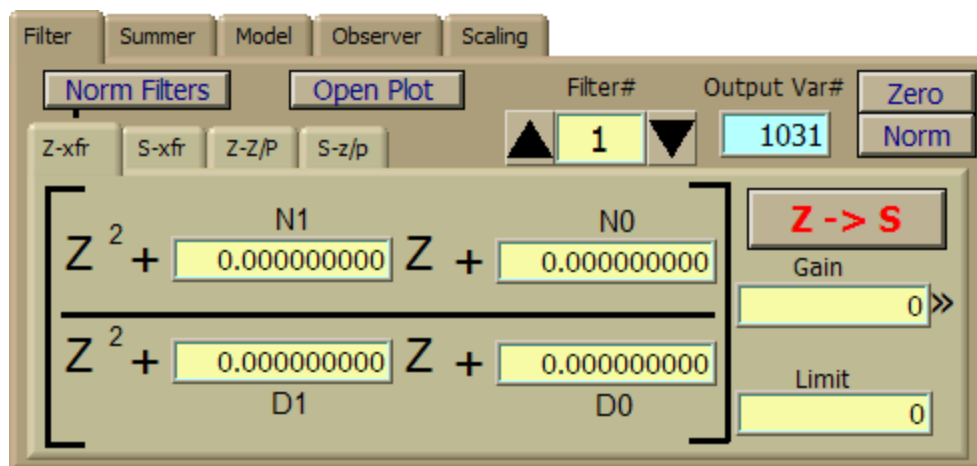 Filter Summer Model Observer Scaling
Norm Filters Open Plot Filter# Output Var# Zero
1 1031 Norm
Z-xfr S-xfr Z-Z/P S-z/p
N1 N0 Z -> S
Z 2 + 0.000000000 Z + 0.000000000
Gain
0 »
Z 2 + 0.000000000 Z + 0.000000000
D1 D0
Limit
0